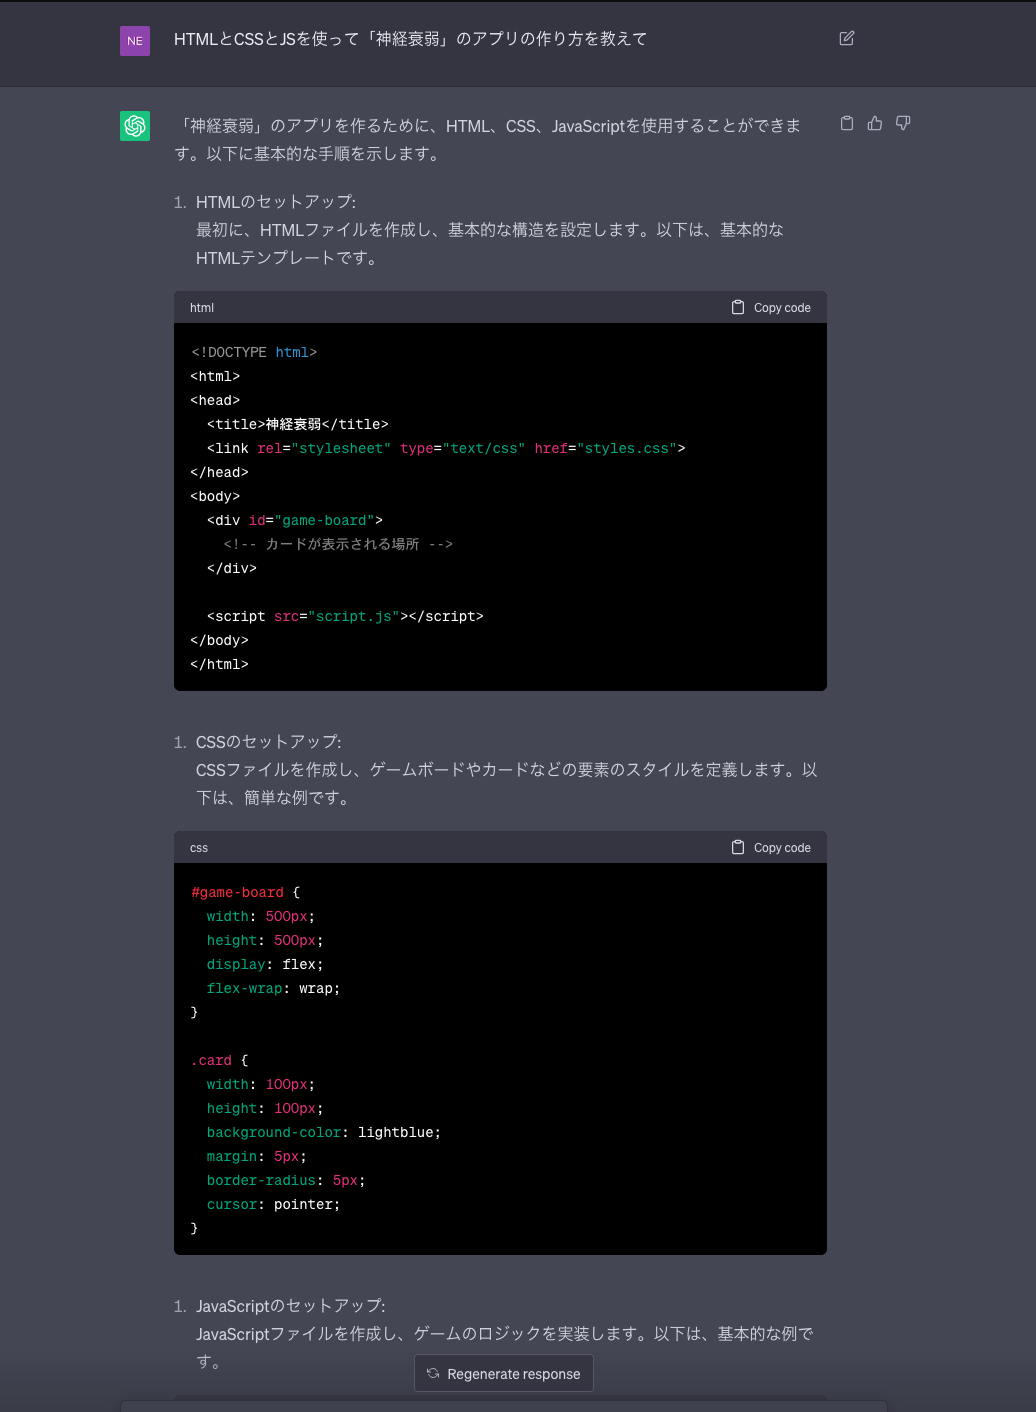 NE
HTMLとCSSとJSを使って「神経衰弱」のアプリの作り方を教えて
「神経衰弱」のアプリを作るために、HTML、CSS、JavaScriptを使用することができま
す。以下に基本的な手順を示します。
1. HTMLのセットアップ:
最初に、HTMLファイルを作成し、基本的な構造を設定します。以下は、基本的な
HTMLテンプレートです。
html Copy code
<!DOCTYPE html>
<html>
<head>
  <title>神経衰弱</title>
  <link rel="stylesheet" type="text/css" href="styles.css">
</head>
<body>
  <div id="game-board">
    <!-- カードが表示される場所 -->
  </div>
  <script src="script.js"></script>
</body>
</html>
1. CSSのセットアップ:
CSSファイルを作成し、ゲームボードやカードなどの要素のスタイルを定義します。以
下は、簡単な例です。
css Copy code
#game-board {
  width: 500px;
  height: 500px;
  display: flex;
  flex-wrap: wrap;
}
.card {
  width: 100px;
  height: 100px;
  background-color: lightblue;
  margin: 5px;
  border-radius: 5px;
  cursor: pointer;
}
1. JavaScriptのセットアップ:
JavaScriptファイルを作成し、ゲームのロジックを実装します。以下は、基本的な例で
す。
Regenerate response